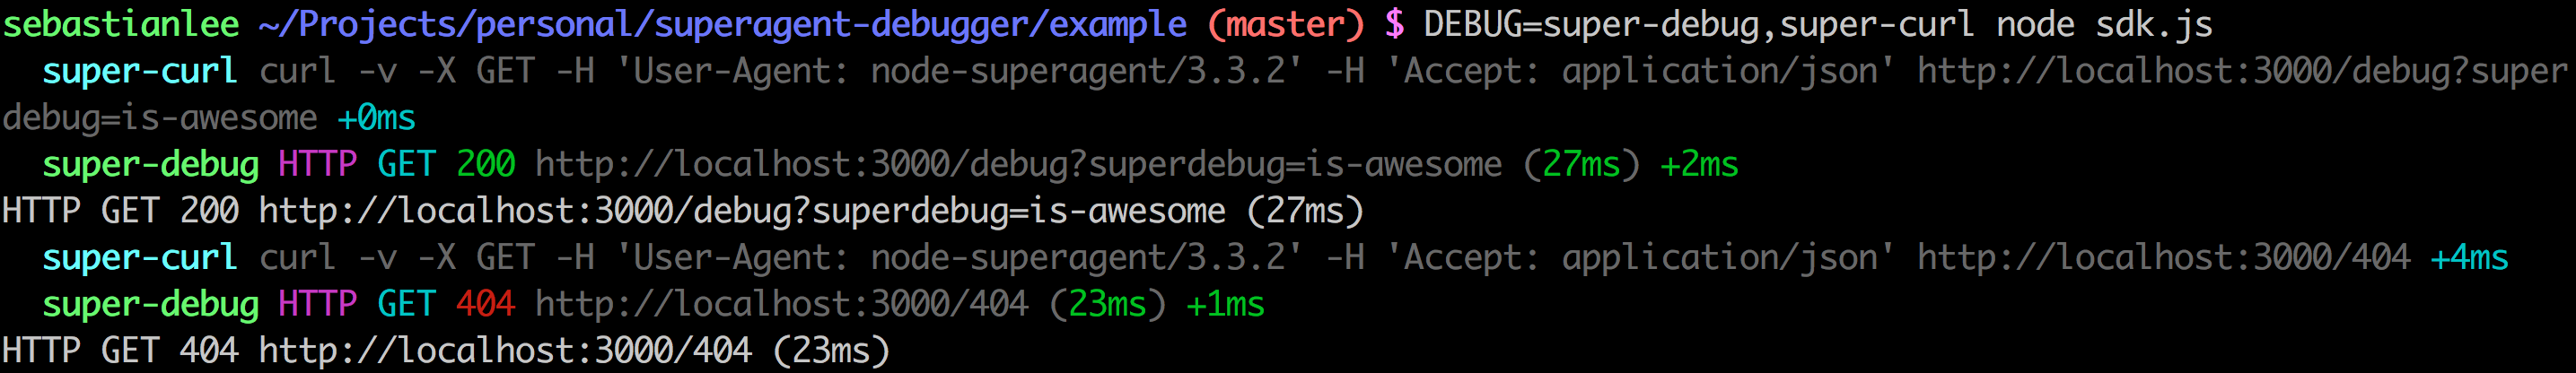 sebastianlee ~/Projects/personal/superagent-debugger/example (master) $ DEBUG=super-debug,super-curl node sdk.js
super-curl curl -v -X GET -H 'User-Agent: node-superagent/3.3.2' -H 'Accept: application/json' http://localhost:3000/debug?super
debug=is-awesome +0ms
super-debug HTTP GET 200 http://localhost:3000/debug?superdebug=is-awesome (27ms) +2ms
HTTP GET 200 http://localhost:3000/debug?superdebug=is-awesome (27ms)
super-curl curl -v -X GET -H 'User-Agent: node-superagent/3.3.2' -H 'Accept: application/json' http://localhost:3000/404 +4ms
super-debug HTTP GET 404 http://localhost:3000/404 (23ms) +1ms
HTTP GET 404 http://localhost:3000/404 (23ms)